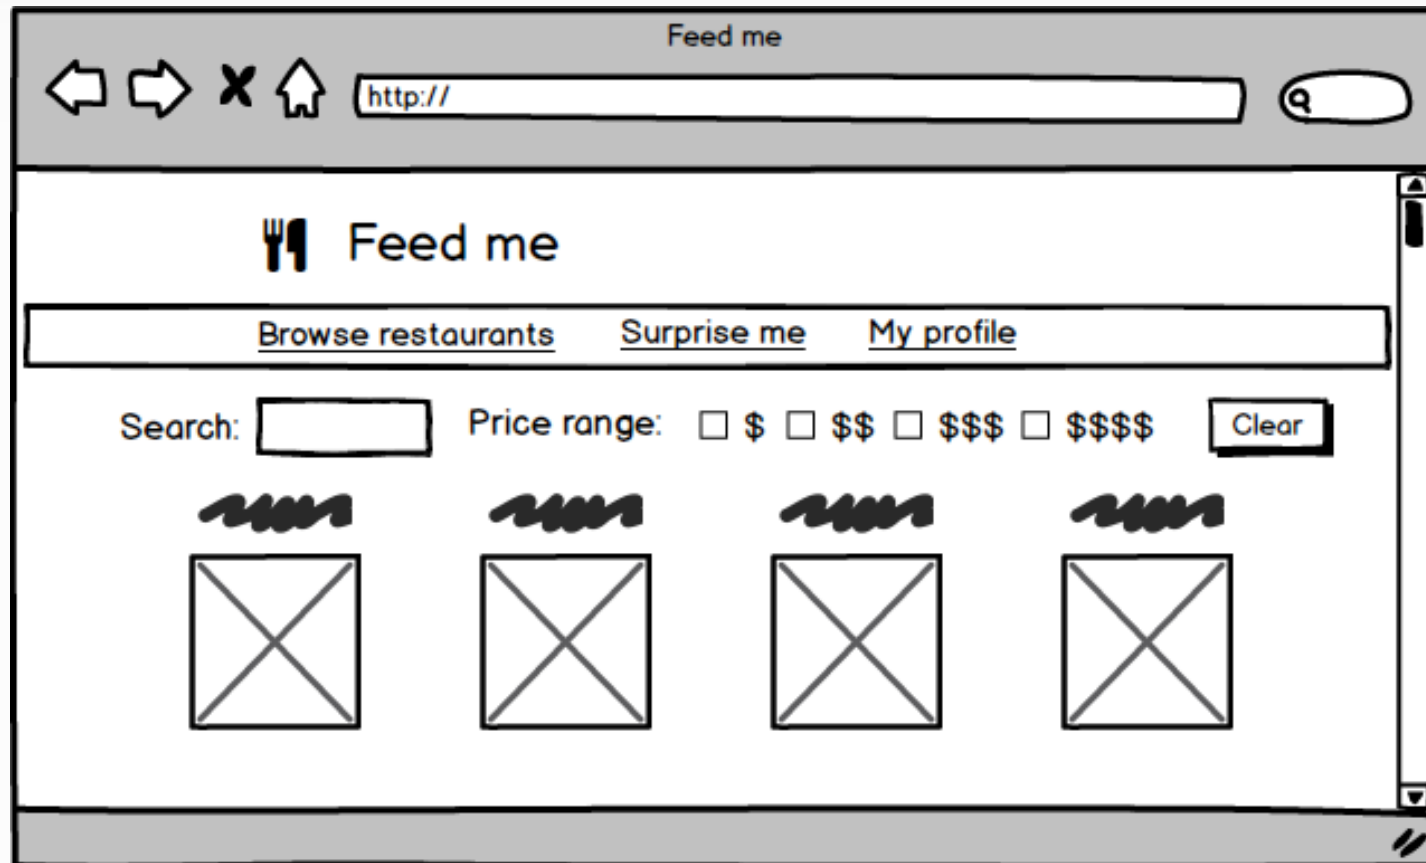 Feed me
http://
Feed me
Browse restaurants Surprise me My profile
Search: Price range: $ $$ $$$ $$$$ Clear